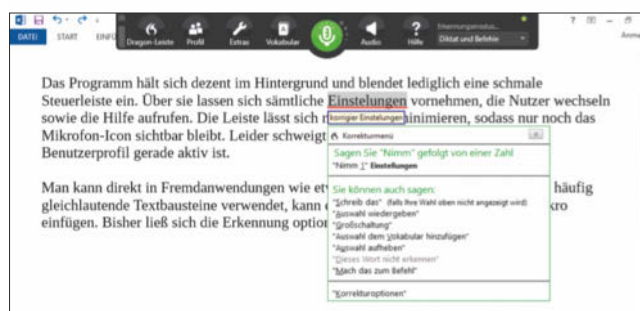 DATEI START EINFÜ
Dragon-Leiste Profil Extras Vokabular Audio Hilfe
Erkennungsmodus...
Diktat und Befehle
Anme
Das Programm hält sich dezent im Hintergrund und blendet lediglich eine schmale
Steuerleiste ein. Über sie lassen sich sämtliche Einstelungen vornehmen, die Nutzer wechseln
sowie die Hilfe aufrufen. Die Leiste lässt sich minimieren, sodass nur noch das
korrigier Einstelungen
Mikrofon-Icon sichtbar bleibt. Leider schweigt
Benutzerprofil gerade aktiv ist.
Man kann direkt in Fremdanwendungen wie häufig
gleichlautende Textbausteine verwendet, kann kro
einfügen. Bisher ließ sich die Erkennung
Korrekturmenü
Sagen Sie "Nimm" gefolgt von einer Zahl
"Nimm 1" Einstellungen
Sie können auch sagen:
"Schreib das" (falls Ihre Wahl oben nicht angezeigt wird)
"Auswahl wiedergeben"
"Großschaltung"
"Auswahl dem Vokabular hinzufügen"
"Auswahl aufheben"
"Dieses Wort nicht erkennen"
"Mach das zum Befehl"
"Korrekturoptionen"